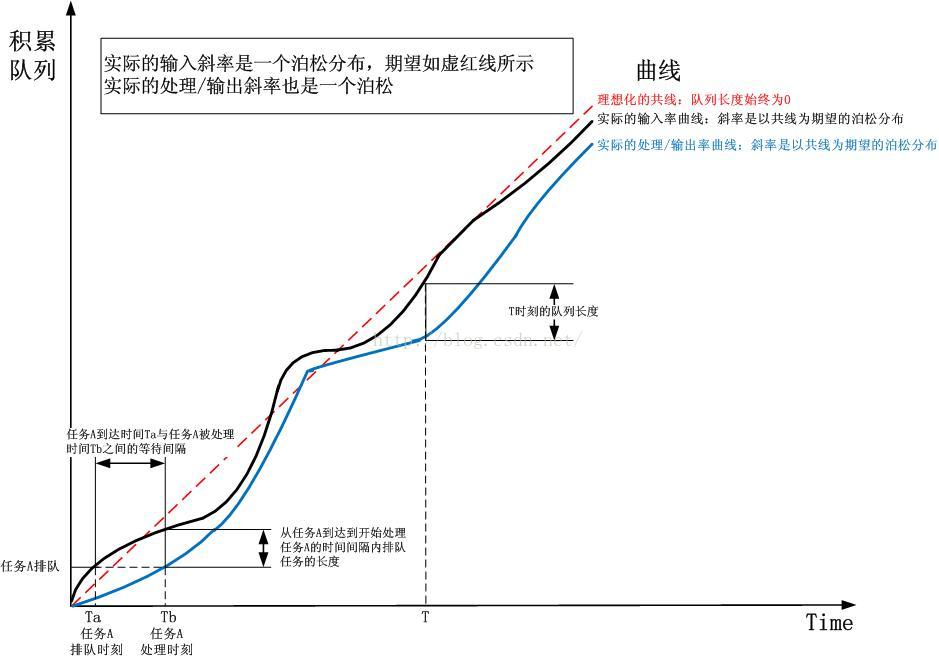 积累
队列
实际的输入斜率是一个泊松分布，期望如虚红线所示
实际的处理/输出斜率也是一个泊松
曲线
理想化的共线：队列长度始终为0
实际的输入率曲线：斜率是以共线为期望的泊松分布
实际的处理/输出率曲线：斜率是以共线为期望的泊松分布
T时刻的队列长度
http://blog.csdn.net/
任务A到达时间Ta与任务A被处理
时间Tb之间的等待间隔
从任务A到达到开始处理
任务A的时间间隔内排队
任务的长度
任务A排队
Ta
任务A
排队时刻
Tb
任务A
处理时刻
T
Time